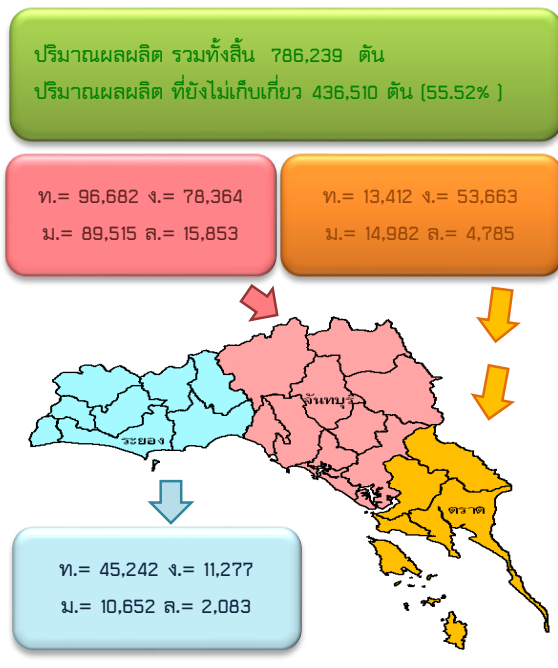 ปริมาณผลผลิต รวมทั้งสิ้น 786,239 ตัน
ปริมาณผลผลิต ที่ยังไม่เก็บเกี่ยว 436,510 ตัน (55.52% )
ท.= 96,682 ง.= 78,364
ม.= 89,515 ล.= 15,853
ท.= 13,412 ง.= 53,663
ม.= 14,982 ล.= 4,785
จันทบุรี
ระยอง
ตราด
ท.= 45,242 ง.= 11,277
ม.= 10,652 ล.= 2,083